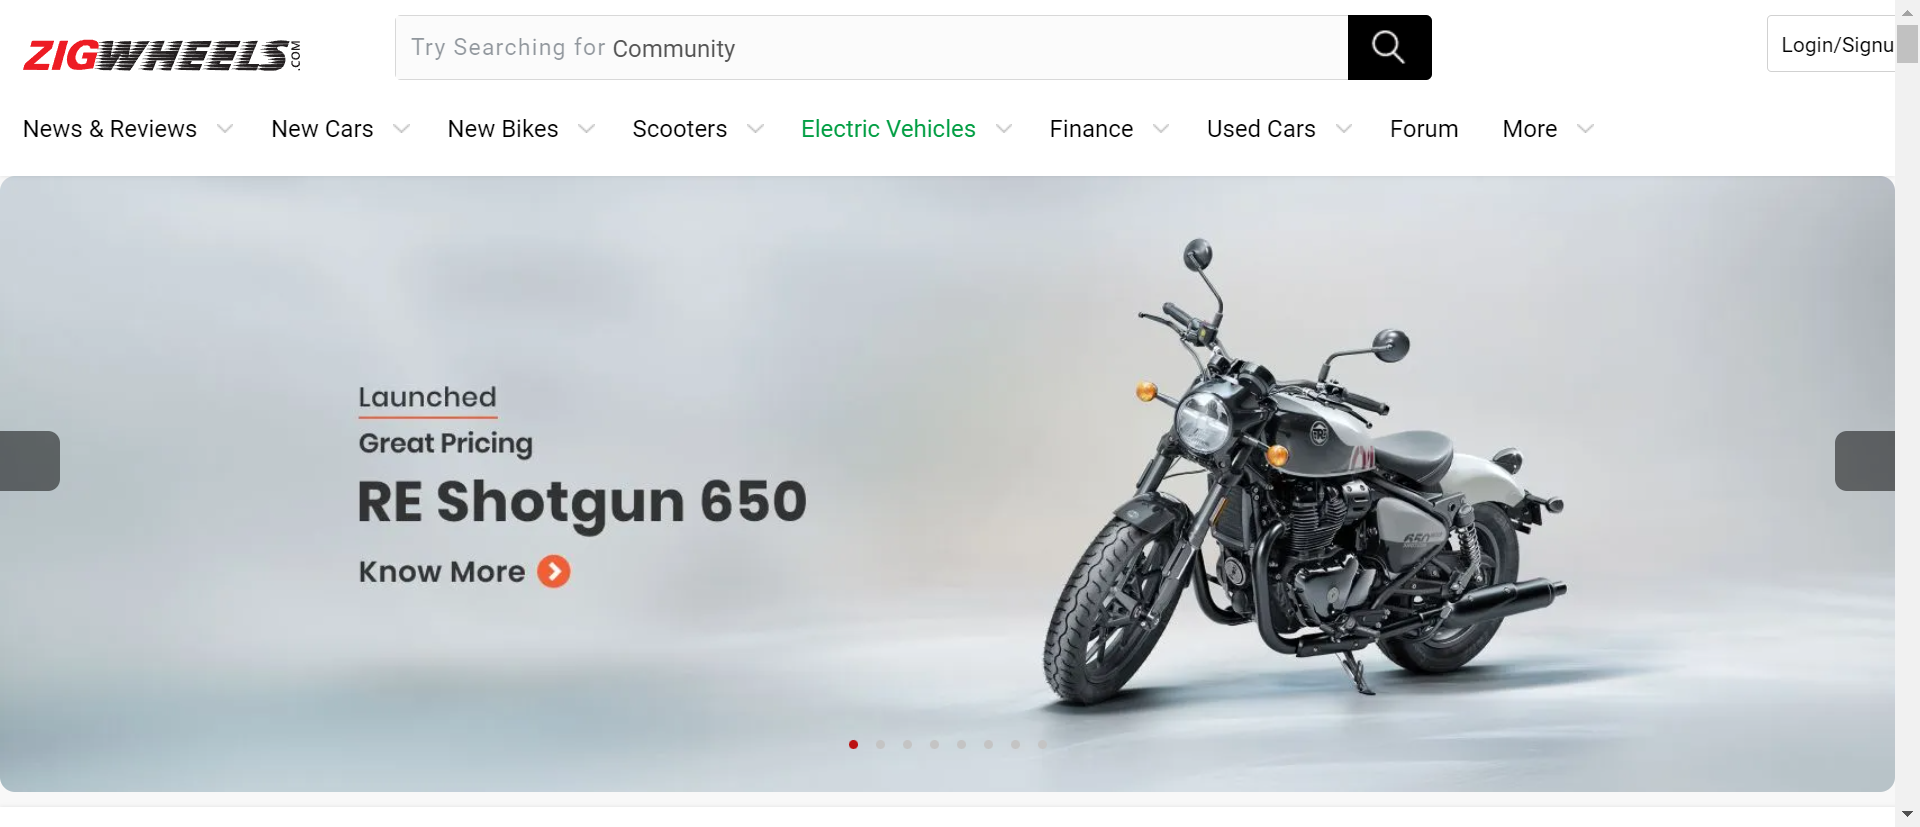 ZIGWHEELS.COM
Try Searching for Community
Login/Signu
News & Reviews New Cars New Bikes Scooters Electric Vehicles Finance Used Cars Forum More
Launched
Great Pricing
RE Shotgun 650
Know More
650